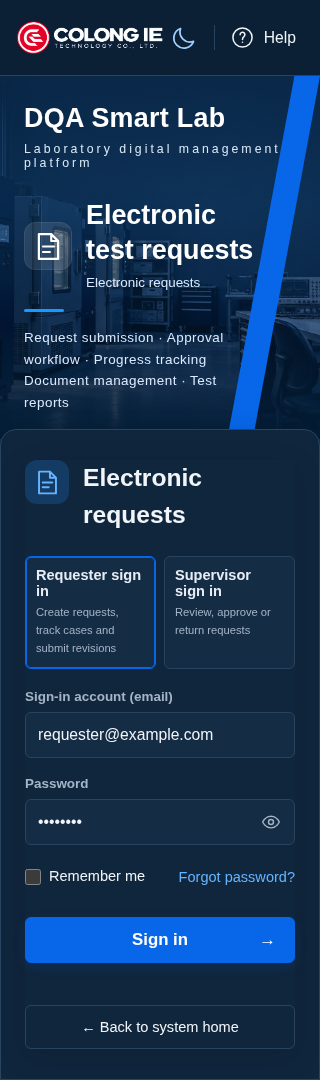 COLONG IE
TECHNOLOGY CO., LTD.
Help
DQA Smart Lab
Laboratory digital management
platform
Electronic
test requests
Electronic requests
Request submission · Approval
workflow · Progress tracking
Document management · Test
reports
Electronic
requests
Requester sign
in
Create requests,
track cases and
submit revisions
Supervisor
sign in
Review, approve or
return requests
Sign-in account (email)
requester@example.com
Password
••••••••
Remember me
Forgot password?
Sign in →
← Back to system home